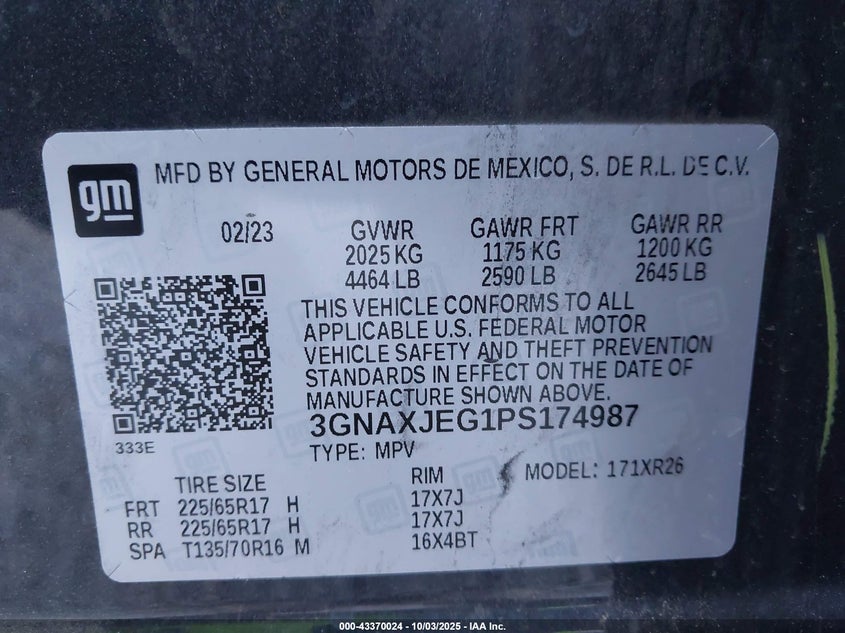 gm
MFD BY GENERAL MOTORS DE MEXICO, S. DE R.L. DE C.V.
02/23 GVWR GAWR FRT GAWR RR
2025 KG 1175 KG 1200 KG
4464 LB 2590 LB 2645 LB
THIS VEHICLE CONFORMS TO ALL
APPLICABLE U.S. FEDERAL MOTOR
VEHICLE SAFETY AND THEFT PREVENTION
STANDARDS IN EFFECT ON THE DATE OF
MANUFACTURE SHOWN ABOVE.
3GNAXJEG1PS174987
333E
TYPE: MPV
MODEL: 171XR26
TIRE SIZE RIM
FRT 225/65R17 H 17X7J
RR 225/65R17 H 17X7J
SPA T135/70R16 M 16X4BT
000-43370024 - 10/03/2025 - IAA Inc.